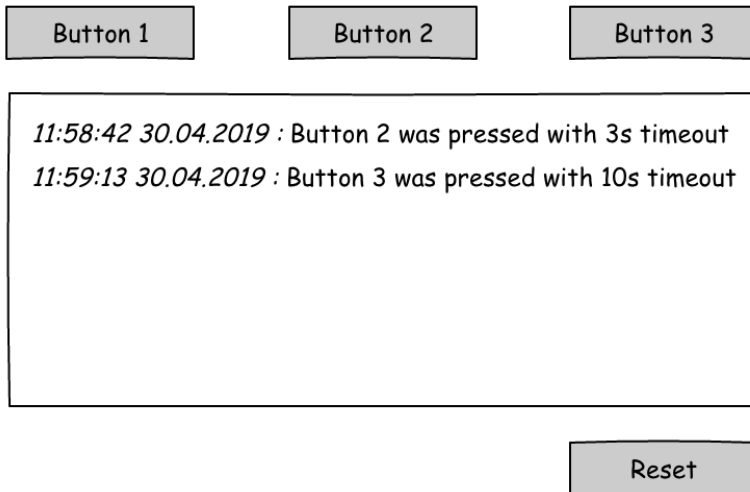 Button 1 Button 2 Button 3
11:58:42 30.04.2019 : Button 2 was pressed with 3s timeout
11:59:13 30.04.2019 : Button 3 was pressed with 10s timeout
Reset